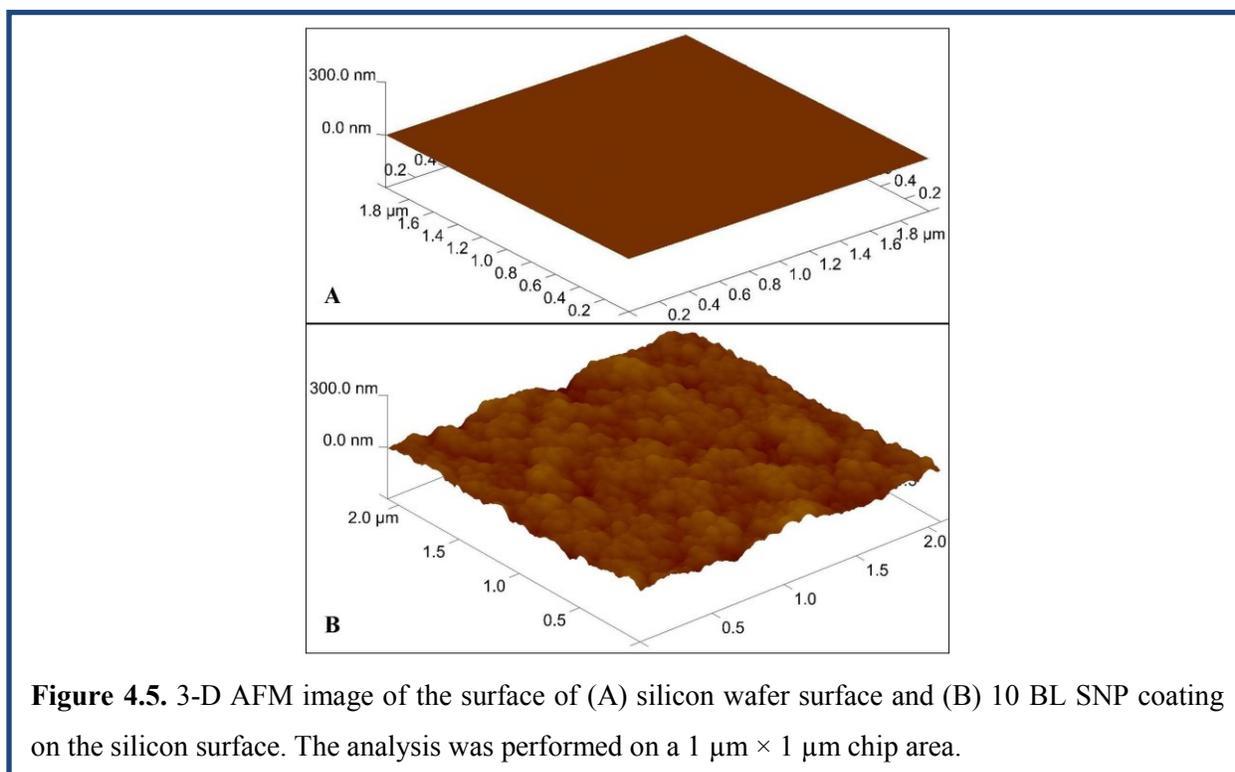 300.0 nm
0.0 nm
0.2 0.4
1.8 µm
1.6
1.4
1.2
1.0
0.8
0.6
0.4
0.2
0.2
0.4
0.6
0.8
1.0
1.2
1.4
1.6
1.8 µm
0.4
0.2
A
300.0 nm
0.0 nm
2.0 µm
1.5
1.0
0.5
0.5
1.0
1.5
2.0
B
Figure 4.5. 3-D AFM image of the surface of (A) silicon wafer surface and (B) 10 BL SNP coating
on the silicon surface. The analysis was performed on a 1 µm × 1 µm chip area.